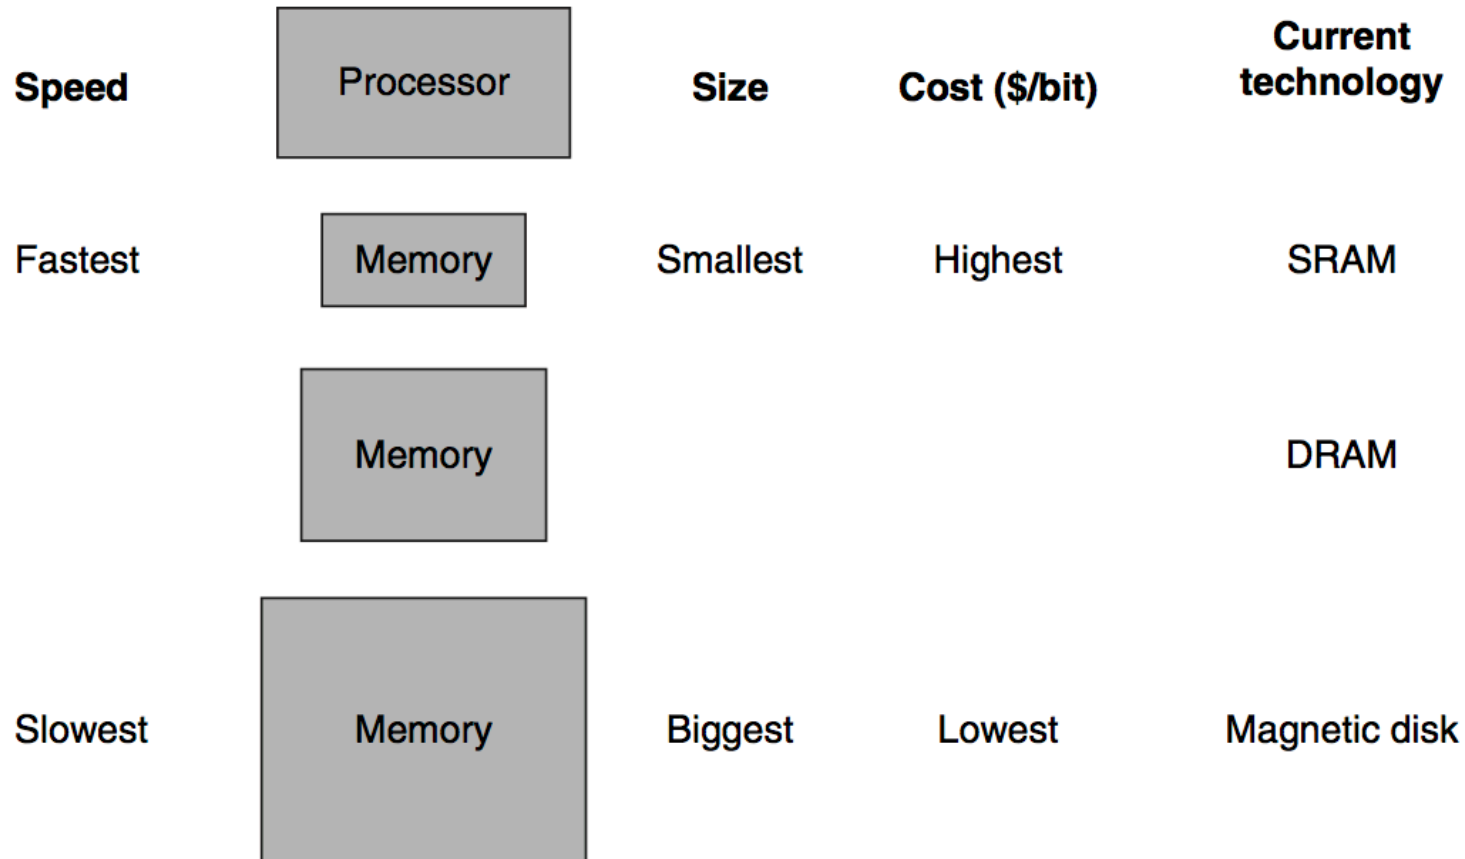 Speed
Processor
Size
Cost ($/bit)
Current
technology
Fastest
Memory
Smallest
Highest
SRAM
Memory
DRAM
Slowest
Memory
Biggest
Lowest
Magnetic disk